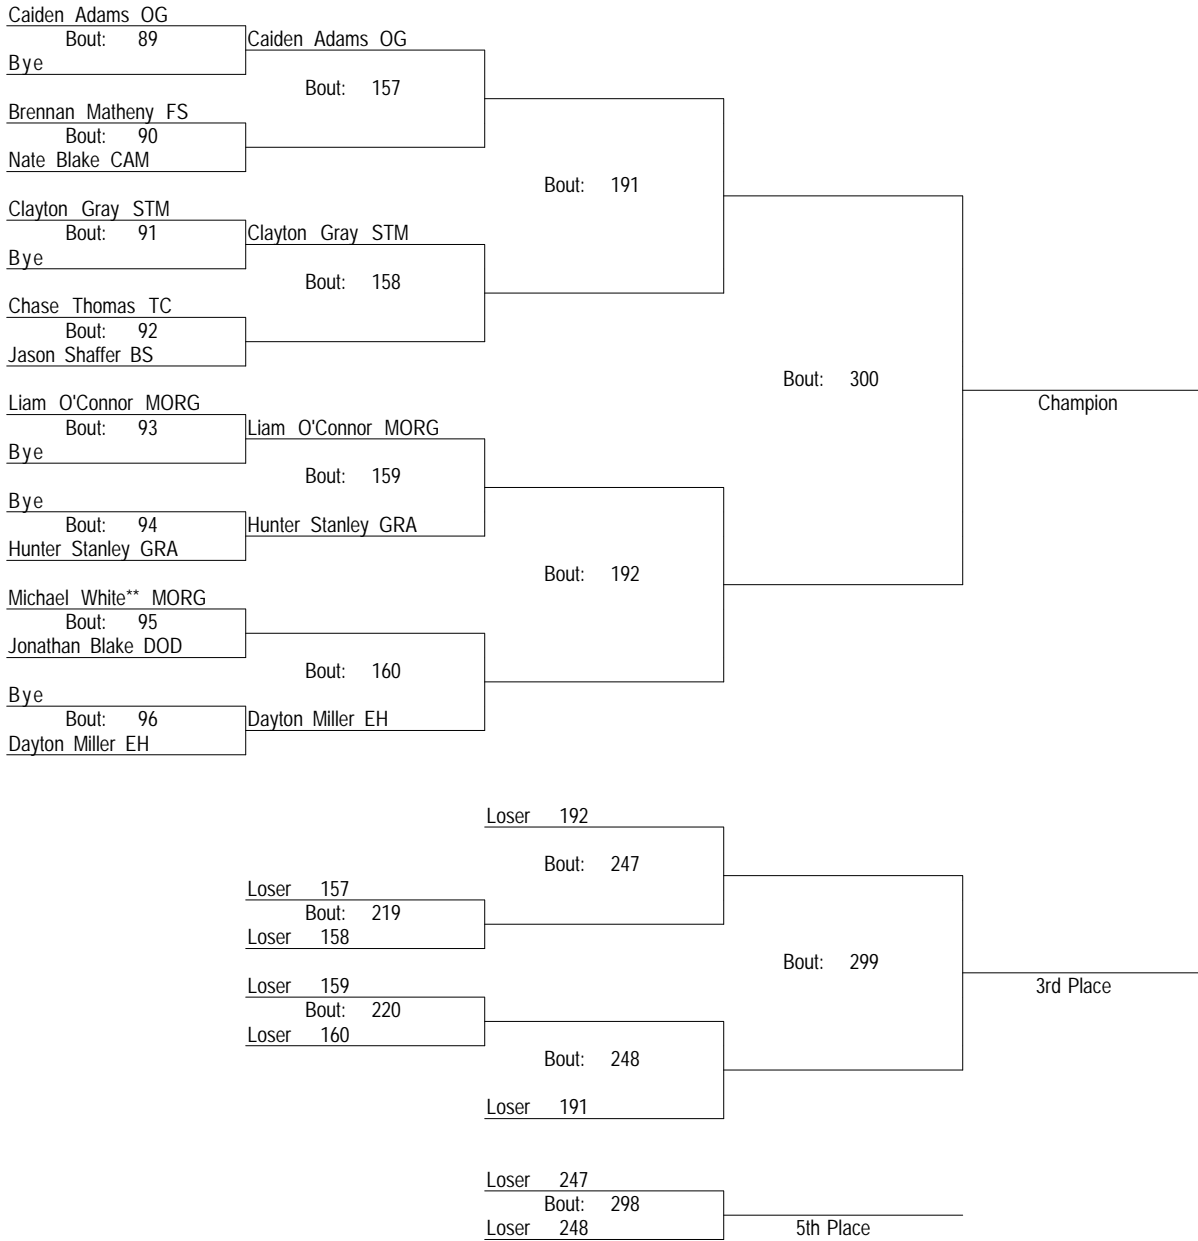 Caiden Adams OG
Bout: 89
Caiden Adams OG
Bye
Bout: 157
Brennan Matheny FS
Bout: 90
Nate Blake CAM
Bout: 191
Clayton Gray STM
Bout: 91
Clayton Gray STM
Bye
Bout: 158
Chase Thomas TC
Bout: 92
Jason Shaffer BS
Bout: 300
Champion
Liam O'Connor MORG
Bout: 93
Liam O'Connor MORG
Bye
Bout: 159
Bye
Bout: 94
Hunter Stanley GRA
Hunter Stanley GRA
Bout: 192
Michael White** MORG
Bout: 95
Jonathan Blake DOD
Bout: 160
Bye
Bout: 96
Dayton Miller EH
Dayton Miller EH
Loser 192
Bout: 247
Loser 157
Bout: 219
Loser 158
Bout: 299
3rd Place
Loser 159
Bout: 220
Loser 160
Bout: 248
Loser 191
Loser 247
Bout: 298
Loser 248
5th Place